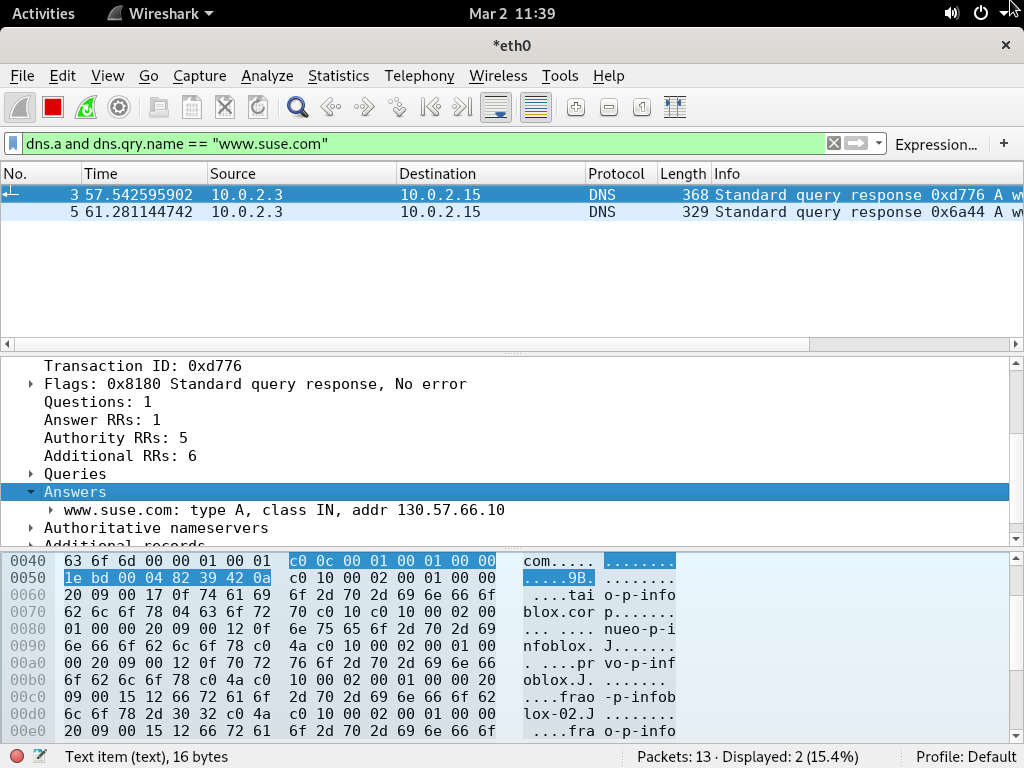 Activities Wireshark Mar 2 11:39
*eth0
File Edit View Go Capture Analyze Statistics Telephony Wireless Tools Help
dns.a and dns.qry.name == "www.suse.com" Expression… +
No. Time Source Destination Protocol Length Info
3 57.542595902 10.0.2.3 10.0.2.15 DNS 368 Standard query response 0xd776 A
5 61.281144742 10.0.2.3 10.0.2.15 DNS 329 Standard query response 0x6a44 A
Transaction ID: 0xd776
Flags: 0x8180 Standard query response, No error
Questions: 1
Answer RRs: 1
Authority RRs: 5
Additional RRs: 6
Queries
Answers
www.suse.com: type A, class IN, addr 130.57.66.10
Authoritative nameservers
Additional records
0040 63 6f 6d 00 00 01 00 01 c0 0c 00 01 00 01 00 00 com..... ........
0050 1e bd 00 04 82 39 42 0a c0 10 00 02 00 01 00 00 .....9B. ........
0060 20 09 00 17 0f 74 61 69 6f 2d 70 2d 69 6e 66 6f ....tai o-p-info
0070 62 6c 6f 78 04 63 6f 72 70 c0 10 c0 10 00 02 00 blox.cor p.......
0080 01 00 00 20 09 00 12 0f 6e 75 65 6f 2d 70 2d 69 ... .... nueo-p-i
0090 6e 66 6f 62 6c 6f 78 c0 4a c0 10 00 02 00 01 00 nfoblox. J.......
00a0 00 20 09 00 12 0f 70 72 76 6f 2d 70 2d 69 6e 66 . ....pr vo-p-inf
00b0 6f 62 6c 6f 78 c0 4a c0 10 00 02 00 01 00 00 20 oblox.J. .......
00c0 09 00 15 12 66 72 61 6f 2d 70 2d 69 6e 66 6f 62 ....frao -p-infob
00d0 6c 6f 78 2d 30 32 c0 4a c0 10 00 02 00 01 00 00 lox-02.J ........
00e0 20 09 00 15 12 66 72 61 6f 2d 70 2d 69 6e 66 6f ....fra o-p-info
Text item (text), 16 bytes Packets: 13 · Displayed: 2 (15.4%) Profile: Default